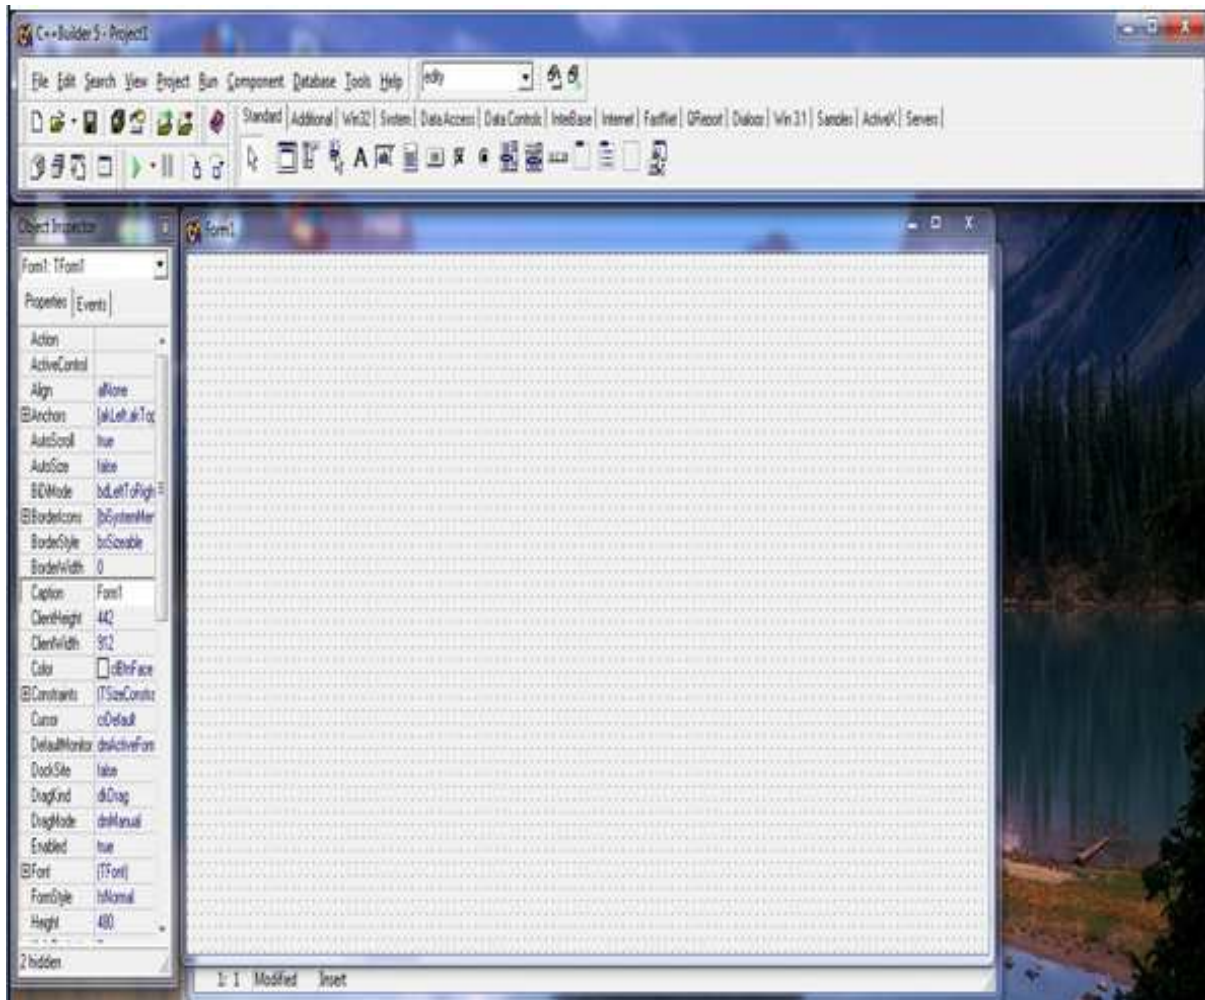 C++Builder 5 - Project1
File Edit Search View Project Run Component Database Tools Help
Standard Additional Win32 System Data Access Data Controls InterBase Internet FastNet QReport Dialogs Win 3.1 Samples ActiveX Servers
Object Inspector
Form1
Form1: TForm1
Properties Events
Action
ActiveControl
Align alNone
Anchors [akLeft,akTop
AutoScroll true
AutoSize false
BiDiMode bdLeftToRigh
BorderIcons [biSystemMen
BorderStyle bsSizeable
BorderWidth 0
Caption Form1
ClientHeight 442
ClientWidth 912
Color clBtnFace
Constraints (TSizeConstra
Cursor crDefault
DefaultMonitor dmActiveForm
DockSite false
DragKind dkDrag
DragMode dmManual
Enabled true
Font (TFont)
FormStyle fsNormal
Height 480
2 hidden
1: 1 Modified Insert